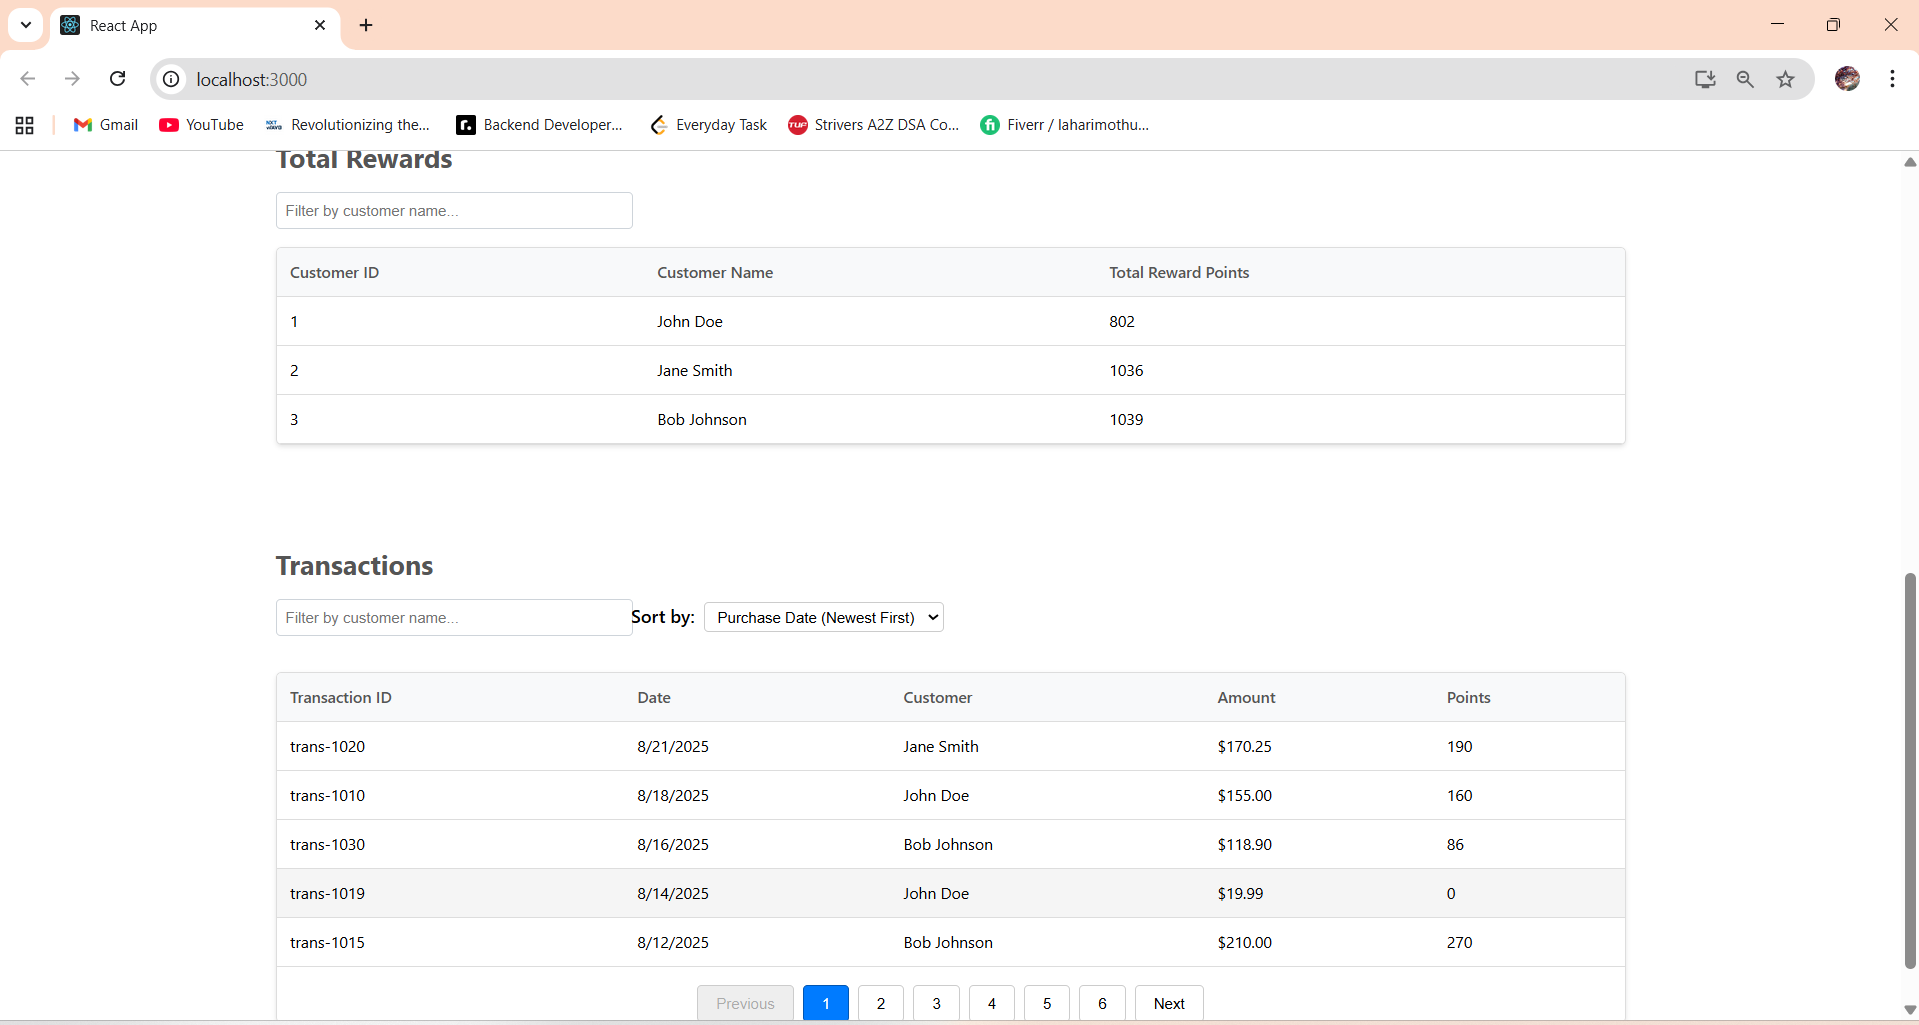 React App
localhost:3000
Gmail YouTube Revolutionizing the... Backend Developer... Everyday Task Strivers A2Z DSA Co... Fiverr / laharimothu...
Total Rewards
Filter by customer name...
Customer ID Customer Name Total Reward Points
1 John Doe 802
2 Jane Smith 1036
3 Bob Johnson 1039
Transactions
Filter by customer name... Sort by: Purchase Date (Newest First)
Transaction ID Date Customer Amount Points
trans-1020 8/21/2025 Jane Smith $170.25 190
trans-1010 8/18/2025 John Doe $155.00 160
trans-1030 8/16/2025 Bob Johnson $118.90 86
trans-1019 8/14/2025 John Doe $19.99 0
trans-1015 8/12/2025 Bob Johnson $210.00 270
Previous 1 2 3 4 5 6 Next